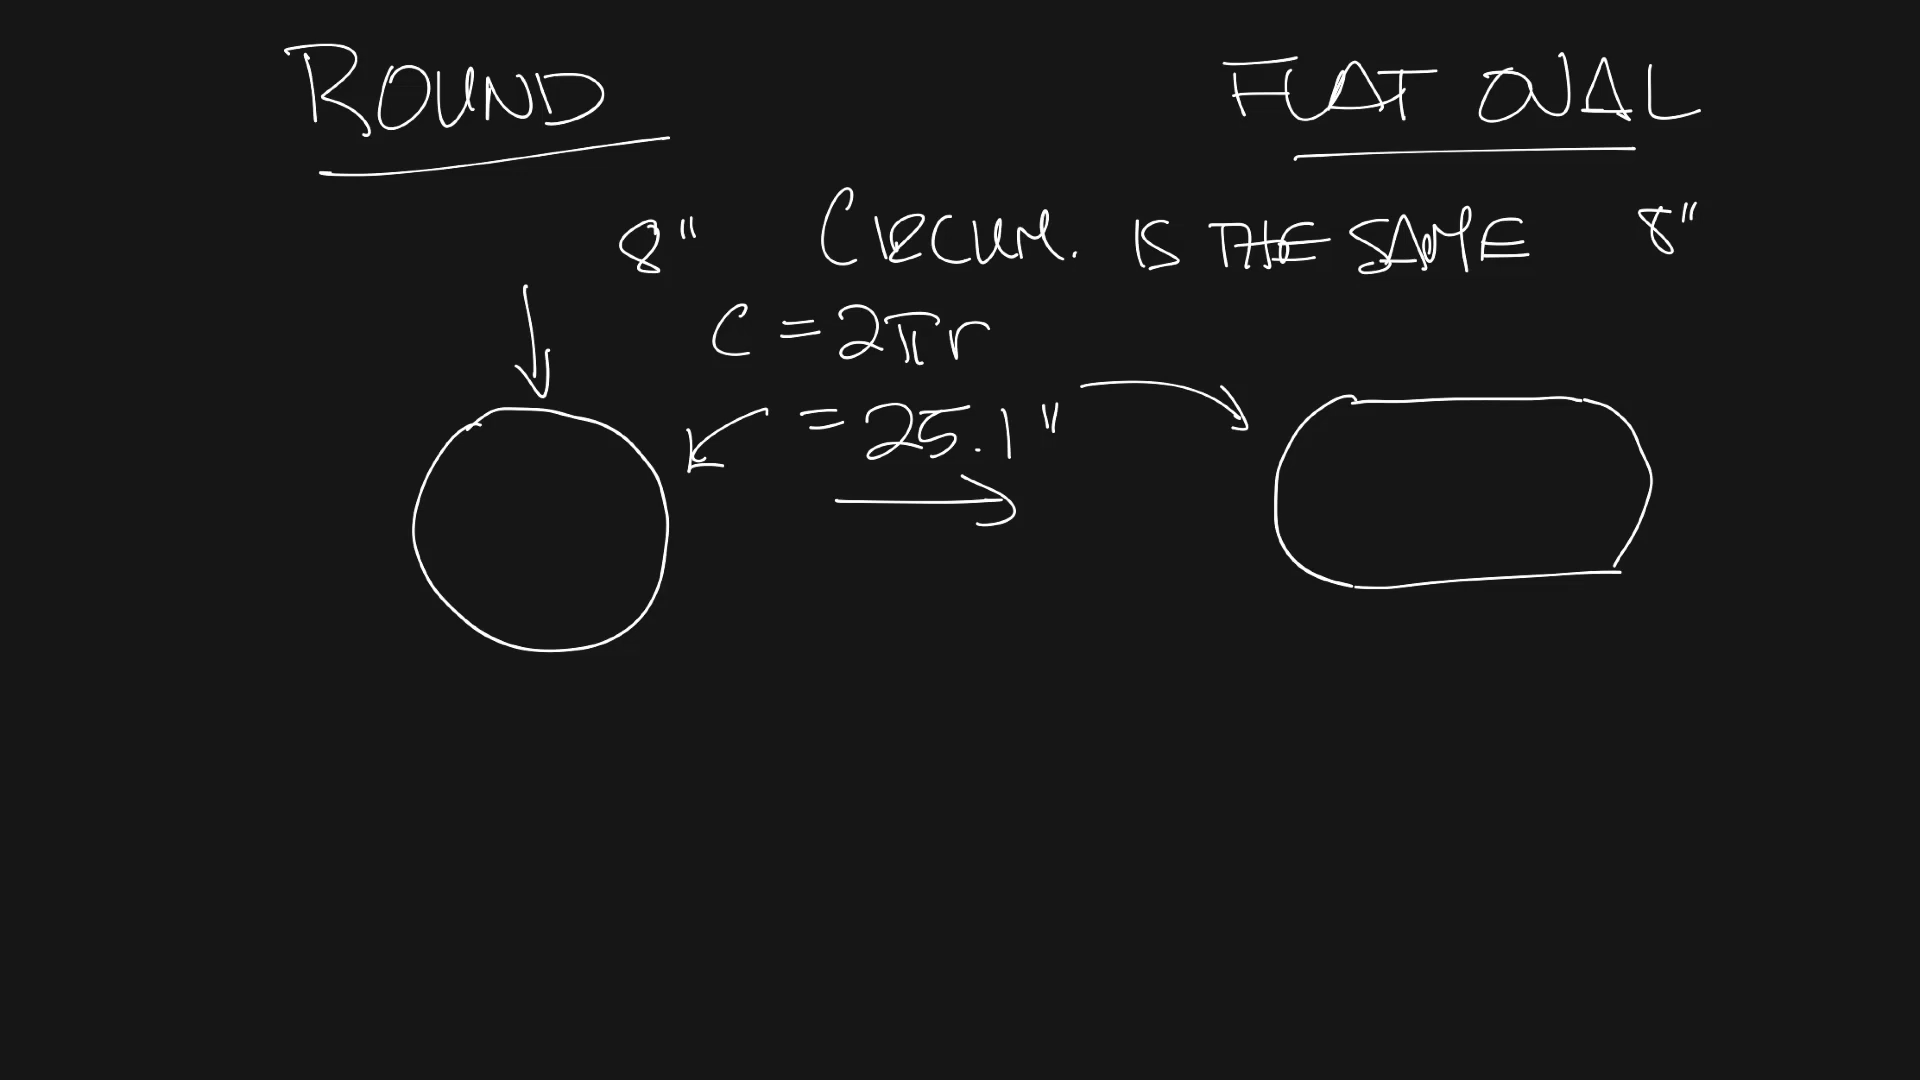 ROUND
FLAT OVAL
8" CIRCUM. IS THE SAME 8"
C = 2πr
= 25.1"